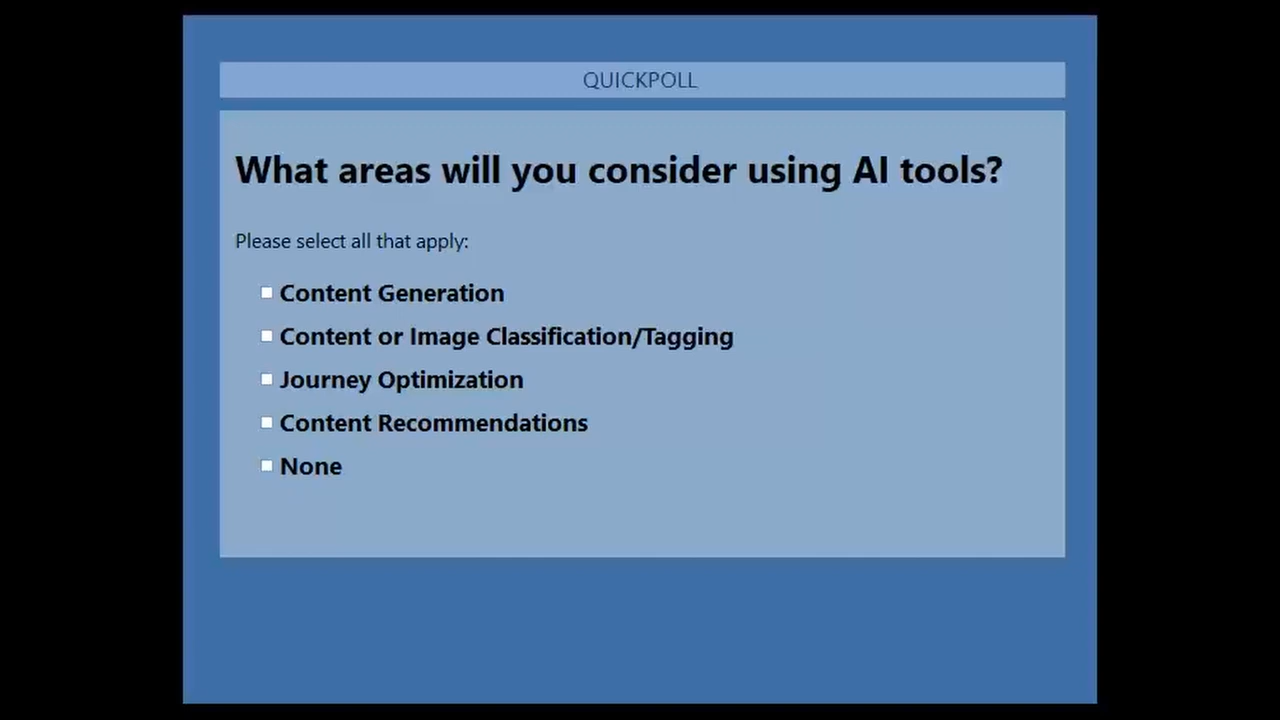 QUICKPOLL
What areas will you consider using AI tools?
Please select all that apply:
Content Generation
Content or Image Classification/Tagging
Journey Optimization
Content Recommendations
None